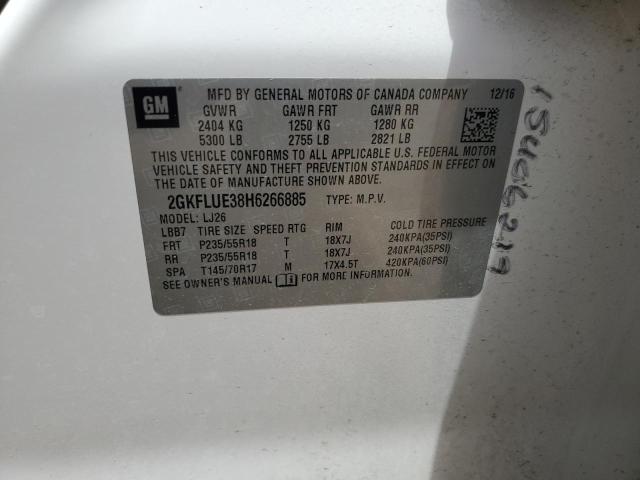 GM
MFD BY GENERAL MOTORS OF CANADA COMPANY 12/16
GVWR GAWR FRT GAWR RR
2404 KG 1250 KG 1280 KG
5300 LB 2755 LB 2821 LB
THIS VEHICLE CONFORMS TO ALL APPLICABLE U.S. FEDERAL MOTOR
VEHICLE SAFETY AND THEFT PREVENTION STANDARDS IN EFFECT ON
THE DATE OF MANUFACTURE SHOWN ABOVE.
2GKFLUE38H6266885 TYPE: M.P.V.
MODEL: LJ26
LBB7 TIRE SIZE SPEED RTG RIM COLD TIRE PRESSURE
FRT P235/55R18 T 18X7J 240KPA(35PSI)
RR P235/55R18 T 18X7J 240KPA(35PSI)
SPA T145/70R17 M 17X4.5T 420KPA(60PSI)
SEE OWNER'S MANUAL FOR MORE INFORMATION.